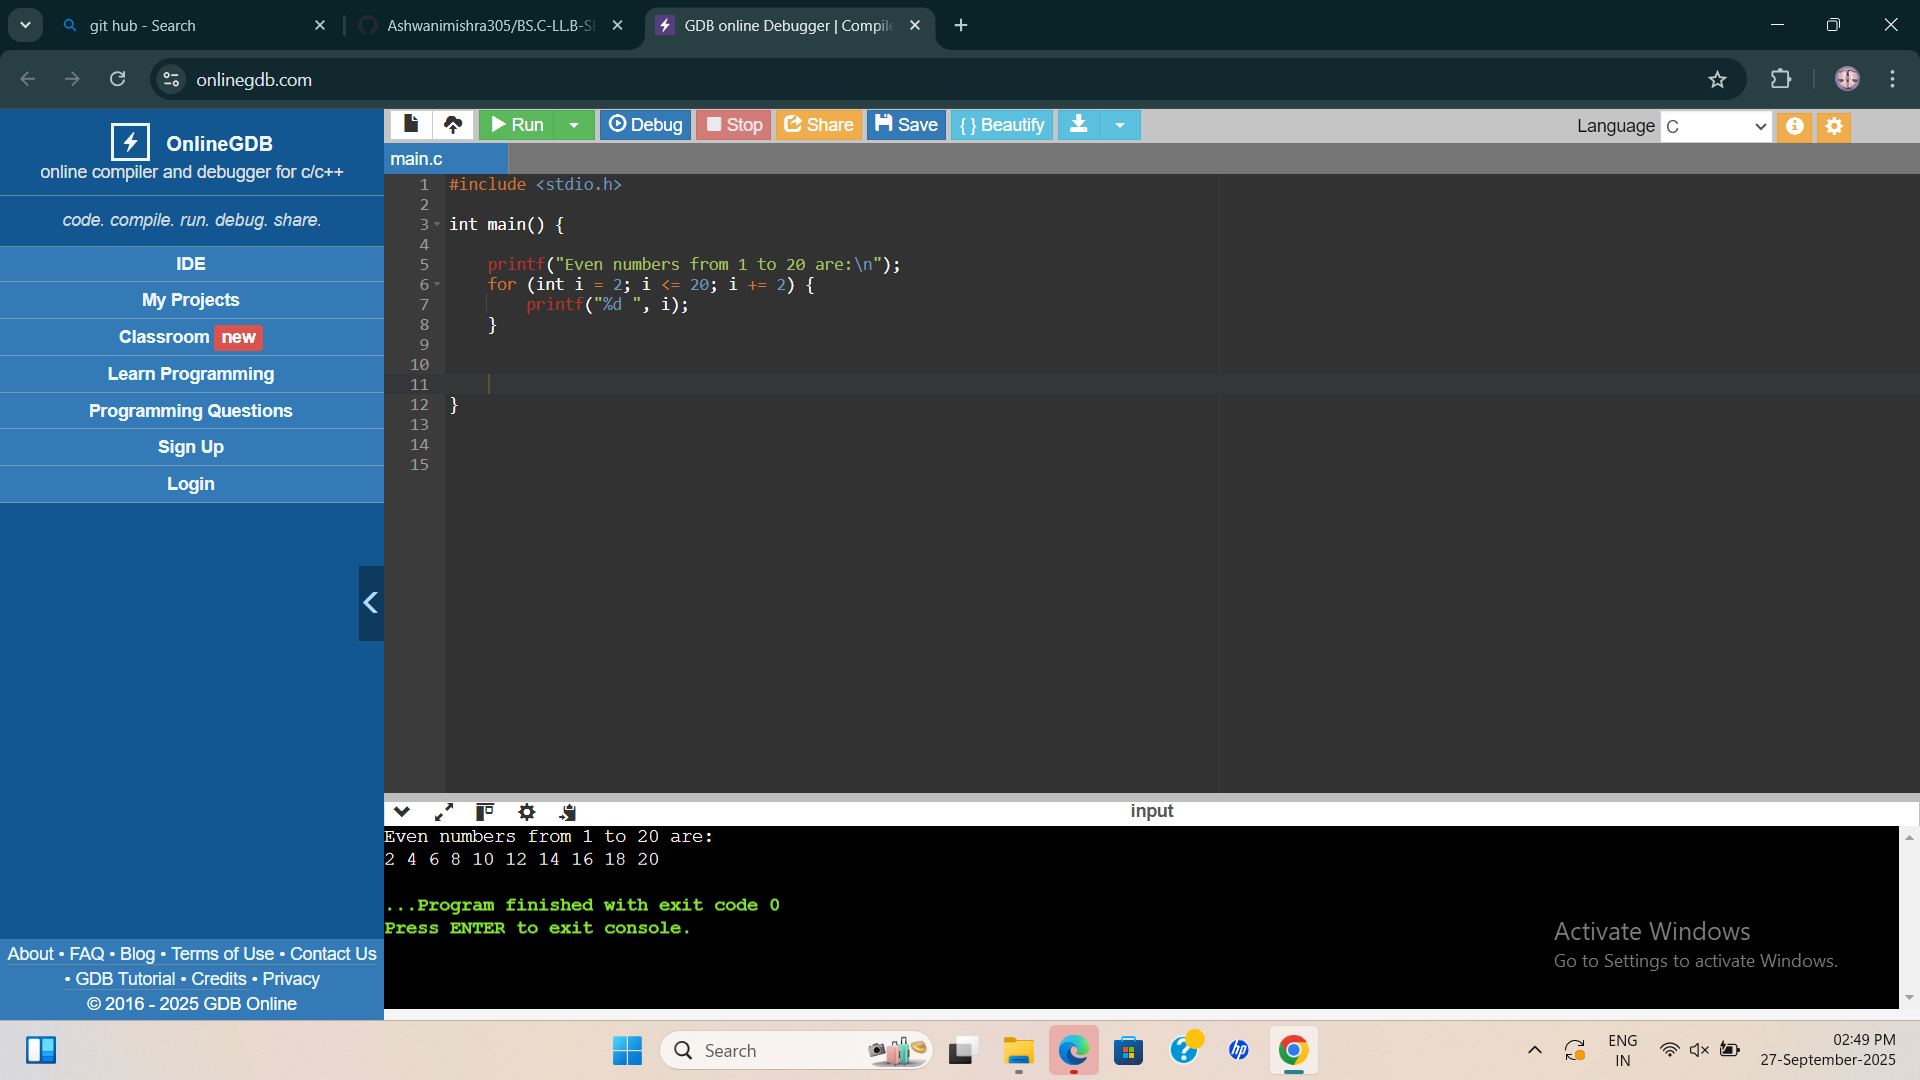 git hub - Search
Ashwanimishra305/BS.C-LL.B-S
GDB online Debugger | Compile
onlinegdb.com
OnlineGDB
online compiler and debugger for c/c++
code. compile. run. debug. share.
IDE
My Projects
Classroom new
Learn Programming
Programming Questions
Sign Up
Login
About • FAQ • Blog • Terms of Use • Contact Us
• GDB Tutorial • Credits • Privacy
© 2016 - 2025 GDB Online
Run Debug Stop Share Save { } Beautify Language C
main.c
1 #include <stdio.h>
2
3 int main() {
4
5 printf("Even numbers from 1 to 20 are:\n");
6 for (int i = 2; i <= 20; i += 2) {
7 printf("%d ", i);
8 }
9
10
11
12 }
13
14
15
input
Even numbers from 1 to 20 are:
2 4 6 8 10 12 14 16 18 20
...Program finished with exit code 0
Press ENTER to exit console.
Activate Windows
Go to Settings to activate Windows.
Search
hp
ENG
IN
02:49 PM
27-September-2025